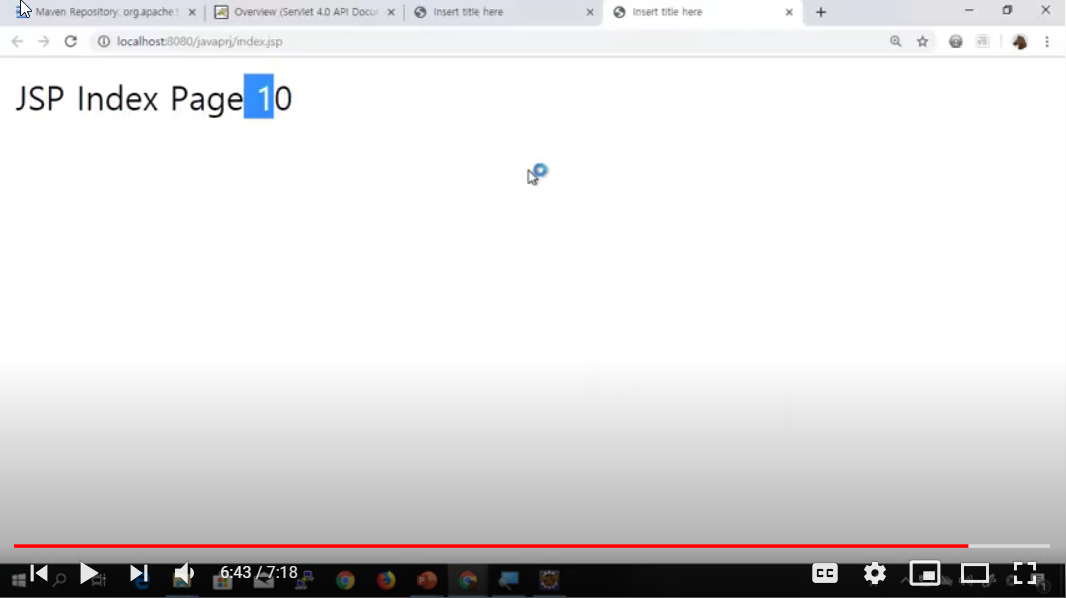 Maven Repository: org.apache.t
Overview (Servlet 4.0 API Docu
Insert title here
Insert title here
localhost:8080/javaprj/index.jsp
JSP Index Page 10
6:43 / 7:18
CC